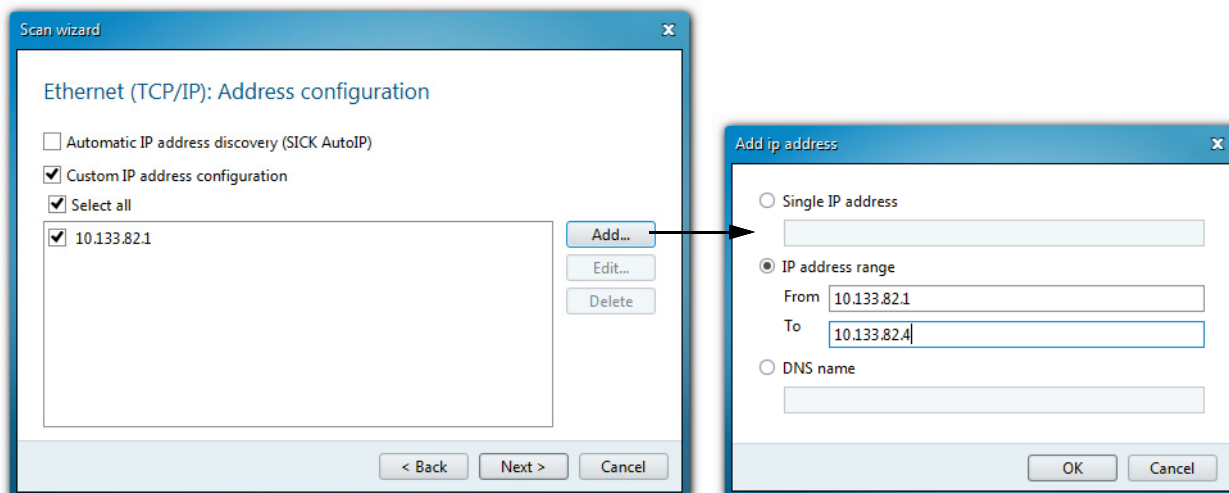 Scan wizard
Ethernet (TCP/IP): Address configuration
Automatic IP address discovery (SICK AutoIP)
Custom IP address configuration
Select all
10.133.82.1
Add...
Edit...
Delete
< Back Next > Cancel
Add ip address
Single IP address
IP address range
From 10.133.82.1
To 10.133.82.4
DNS name
OK Cancel